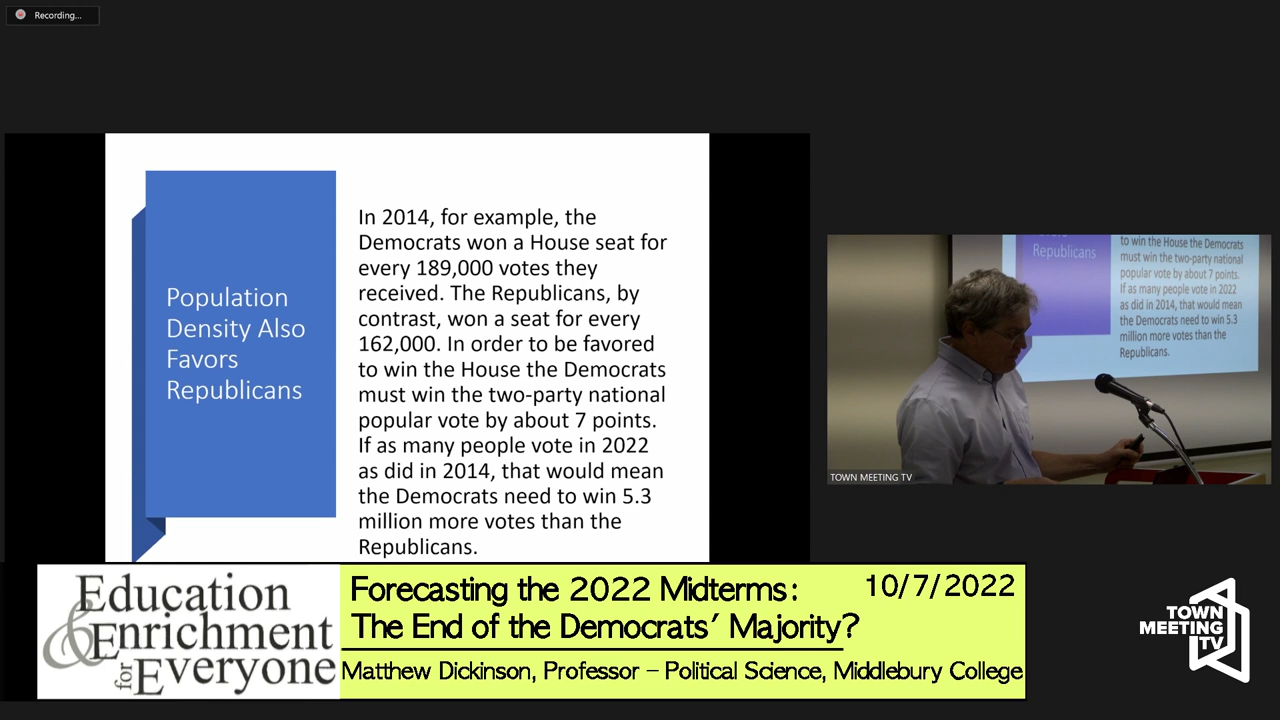 Recording...
Population
Density Also
Favors
Republicans
In 2014, for example, the
Democrats won a House seat for
every 189,000 votes they
received. The Republicans, by
contrast, won a seat for every
162,000. In order to be favored
to win the House the Democrats
must win the two-party national
popular vote by about 7 points.
If as many people vote in 2022
as did in 2014, that would mean
the Democrats need to win 5.3
million more votes than the
Republicans.
Republicans
to win the House the Democrats
must win the two-party national
popular vote by about 7 points.
If as many people vote in 2022
as did in 2014, that would mean
the Democrats need to win 5.3
million more votes than the
Republicans.
TOWN MEETING TV
Education
& Enrichment
for Everyone
Forecasting the 2022 Midterms:
10/7/2022
The End of the Democrats' Majority?
Matthew Dickinson, Professor – Political Science, Middlebury College
TOWN
MEETING
TV